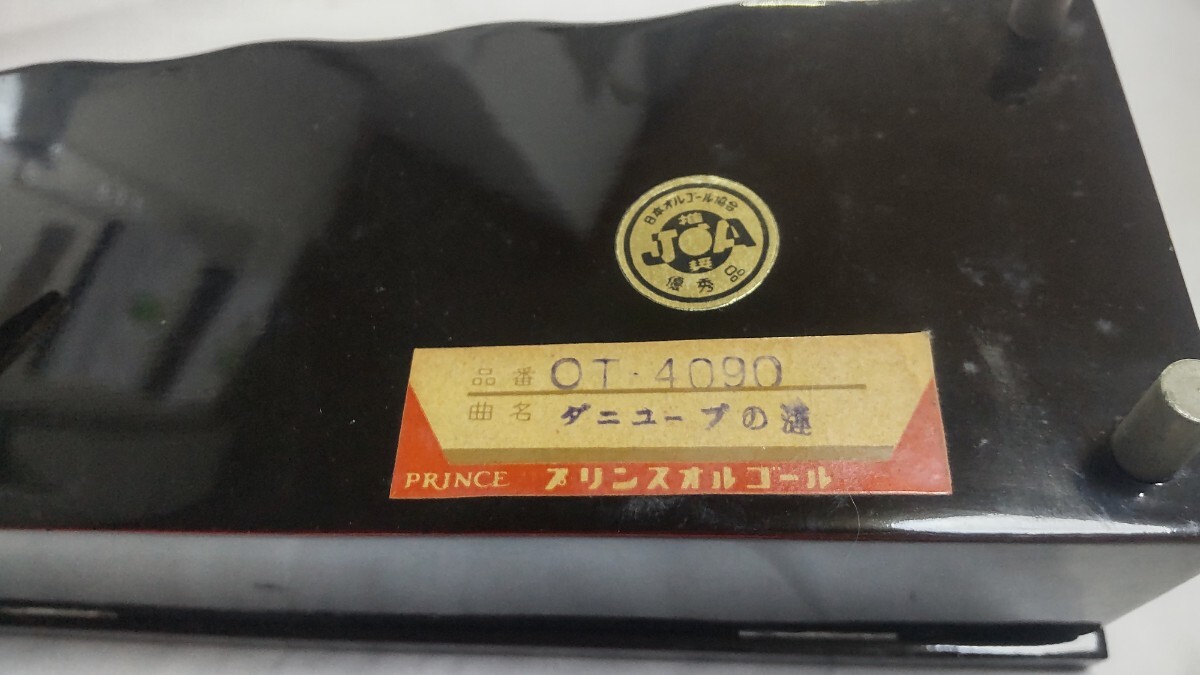 日本オルゴール協会
推
JOA
奨
優秀品
品番 OT-4090
曲名 ダニューブの漣
PRINCE プリンスオルゴール